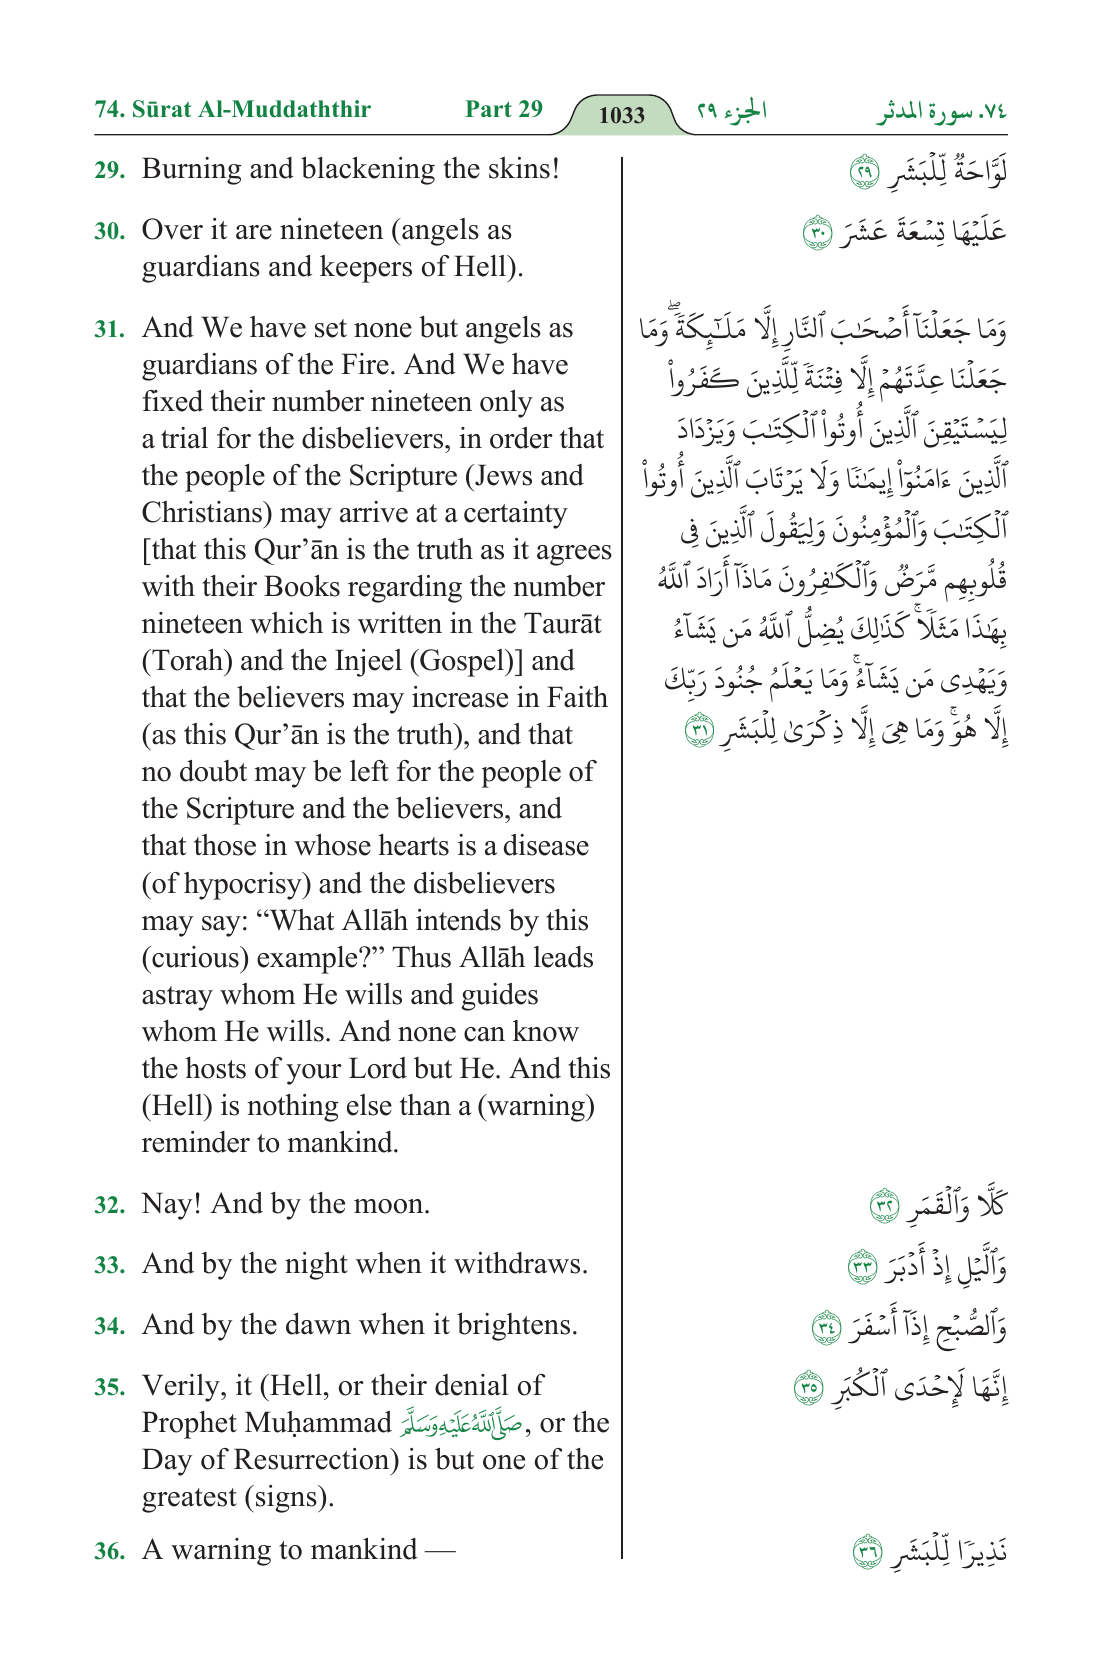 74. Sūrat Al-Muddaththir Part 29 1033 الجزء ٢٩ ٧٤. سورة المدثر
29. Burning and blackening the skins!
30. Over it are nineteen (angels as
guardians and keepers of Hell).
31. And We have set none but angels as
guardians of the Fire. And We have
fixed their number nineteen only as
a trial for the disbelievers, in order that
the people of the Scripture (Jews and
Christians) may arrive at a certainty
[that this Qur’ān is the truth as it agrees
with their Books regarding the number
nineteen which is written in the Taurāt
(Torah) and the Injeel (Gospel)] and
that the believers may increase in Faith
(as this Qur’ān is the truth), and that
no doubt may be left for the people of
the Scripture and the believers, and
that those in whose hearts is a disease
(of hypocrisy) and the disbelievers
may say: “What Allāh intends by this
(curious) example?” Thus Allāh leads
astray whom He wills and guides
whom He wills. And none can know
the hosts of your Lord but He. And this
(Hell) is nothing else than a (warning)
reminder to mankind.
32. Nay! And by the moon.
33. And by the night when it withdraws.
34. And by the dawn when it brightens.
35. Verily, it (Hell, or their denial of
Prophet Muḥammad صَلَّى ٱللَّهُ عَلَيْهِ وَسَلَّمَ, or the
Day of Resurrection) is but one of the
greatest (signs).
36. A warning to mankind —
لَوَّاحَةٌ لِّلْبَشَرِ ٢٩
عَلَيْهَا تِسْعَةَ عَشَرَ ٣٠
وَمَا جَعَلْنَآ أَصْحَٰبَ ٱلنَّارِ إِلَّا مَلَٰٓئِكَةً ۖ وَمَا
جَعَلْنَا عِدَّتَهُمْ إِلَّا فِتْنَةً لِّلَّذِينَ كَفَرُوا۟
لِيَسْتَيْقِنَ ٱلَّذِينَ أُوتُوا۟ ٱلْكِتَٰبَ وَيَزْدَادَ
ٱلَّذِينَ ءَامَنُوٓا۟ إِيمَٰنًا وَلَا يَرْتَابَ ٱلَّذِينَ أُوتُوا۟
ٱلْكِتَٰبَ وَٱلْمُؤْمِنُونَ وَلِيَقُولَ ٱلَّذِينَ فِى
قُلُوبِهِم مَّرَضٌ وَٱلْكَٰفِرُونَ مَاذَآ أَرَادَ ٱللَّهُ
بِهَٰذَا مَثَلًا ۚ كَذَٰلِكَ يُضِلُّ ٱللَّهُ مَن يَشَآءُ
وَيَهْدِى مَن يَشَآءُ ۚ وَمَا يَعْلَمُ جُنُودَ رَبِّكَ
إِلَّا هُوَ ۚ وَمَا هِىَ إِلَّا ذِكْرَىٰ لِلْبَشَرِ ٣١
كَلَّا وَٱلْقَمَرِ ٣٢
وَٱلَّيْلِ إِذْ أَدْبَرَ ٣٣
وَٱلصُّبْحِ إِذَآ أَسْفَرَ ٣٤
إِنَّهَا لَإِحْدَى ٱلْكُبَرِ ٣٥
نَذِيرًا لِّلْبَشَرِ ٣٦